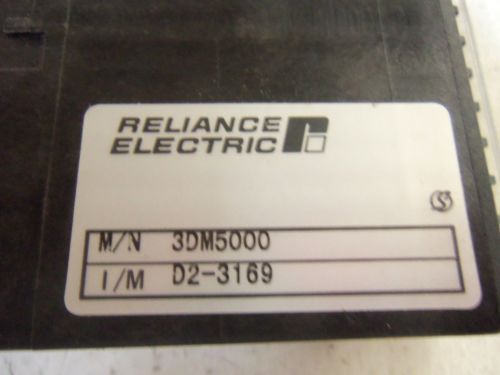 RELIANCE
ELECTRIC
M/N 3DM5000
I/M D2-3169